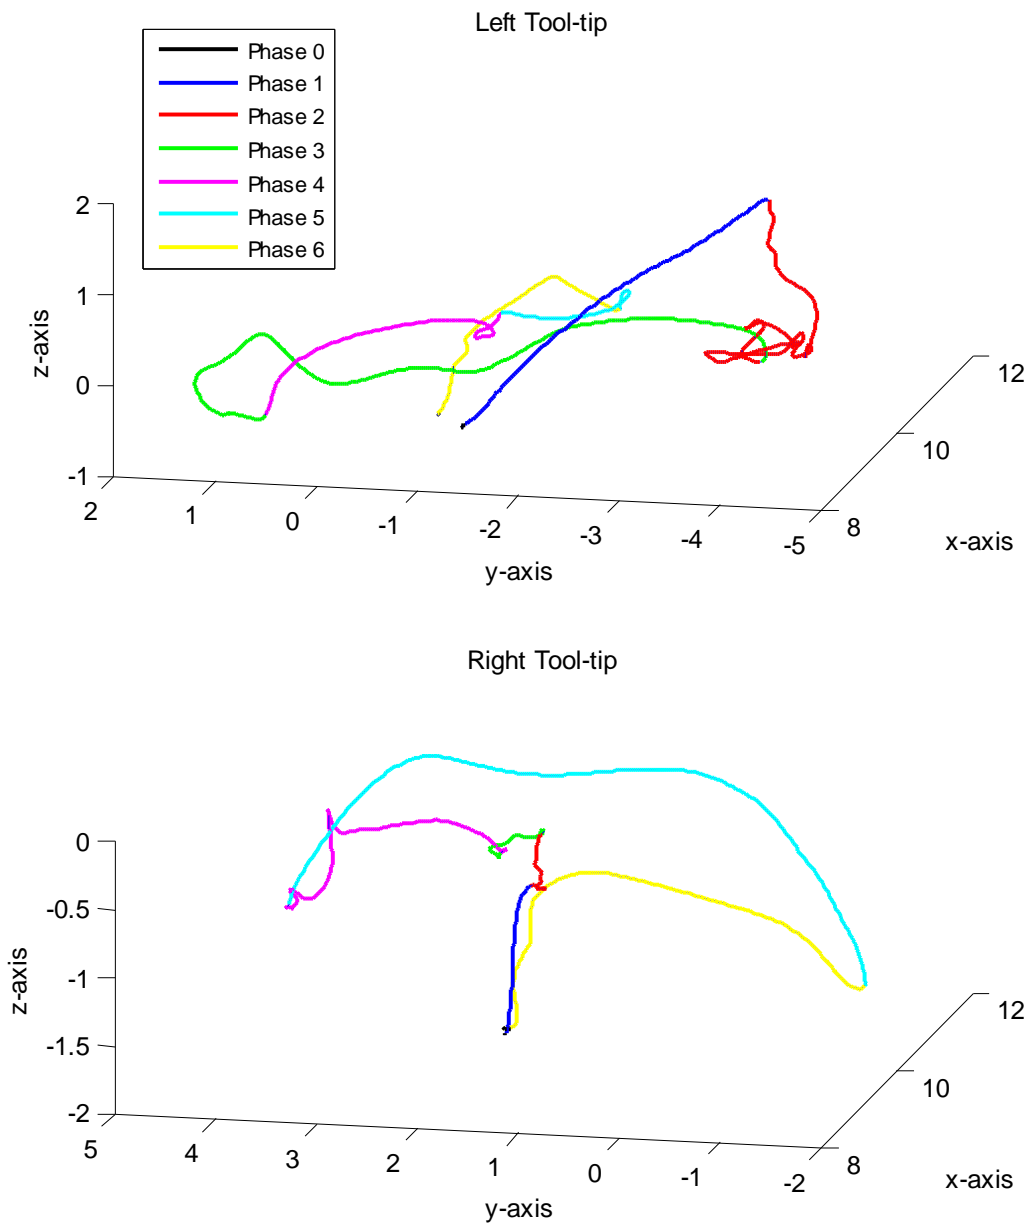 Left Tool-tip
Phase 0
Phase 1
Phase 2
Phase 3
Phase 4
Phase 5
Phase 6
2
1
0
-1
z-axis
2
1
0
-1
-2
-3
-4
-5
y-axis
8
10
12
x-axis
Right Tool-tip
0
-0.5
-1
-1.5
-2
z-axis
5
4
3
2
1
0
-1
-2
y-axis
8
10
12
x-axis